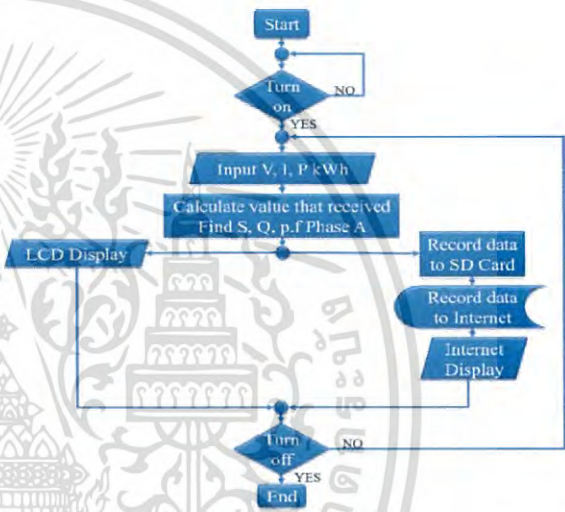 Start
Turn
on
NO
YES
Input V, I, P kWh
Calculate value that received
Find S, Q, p.f Phase A
LCD Display
Record data
to SD Card
Record data
to Internet
Internet
Display
Turn
off
NO
YES
End